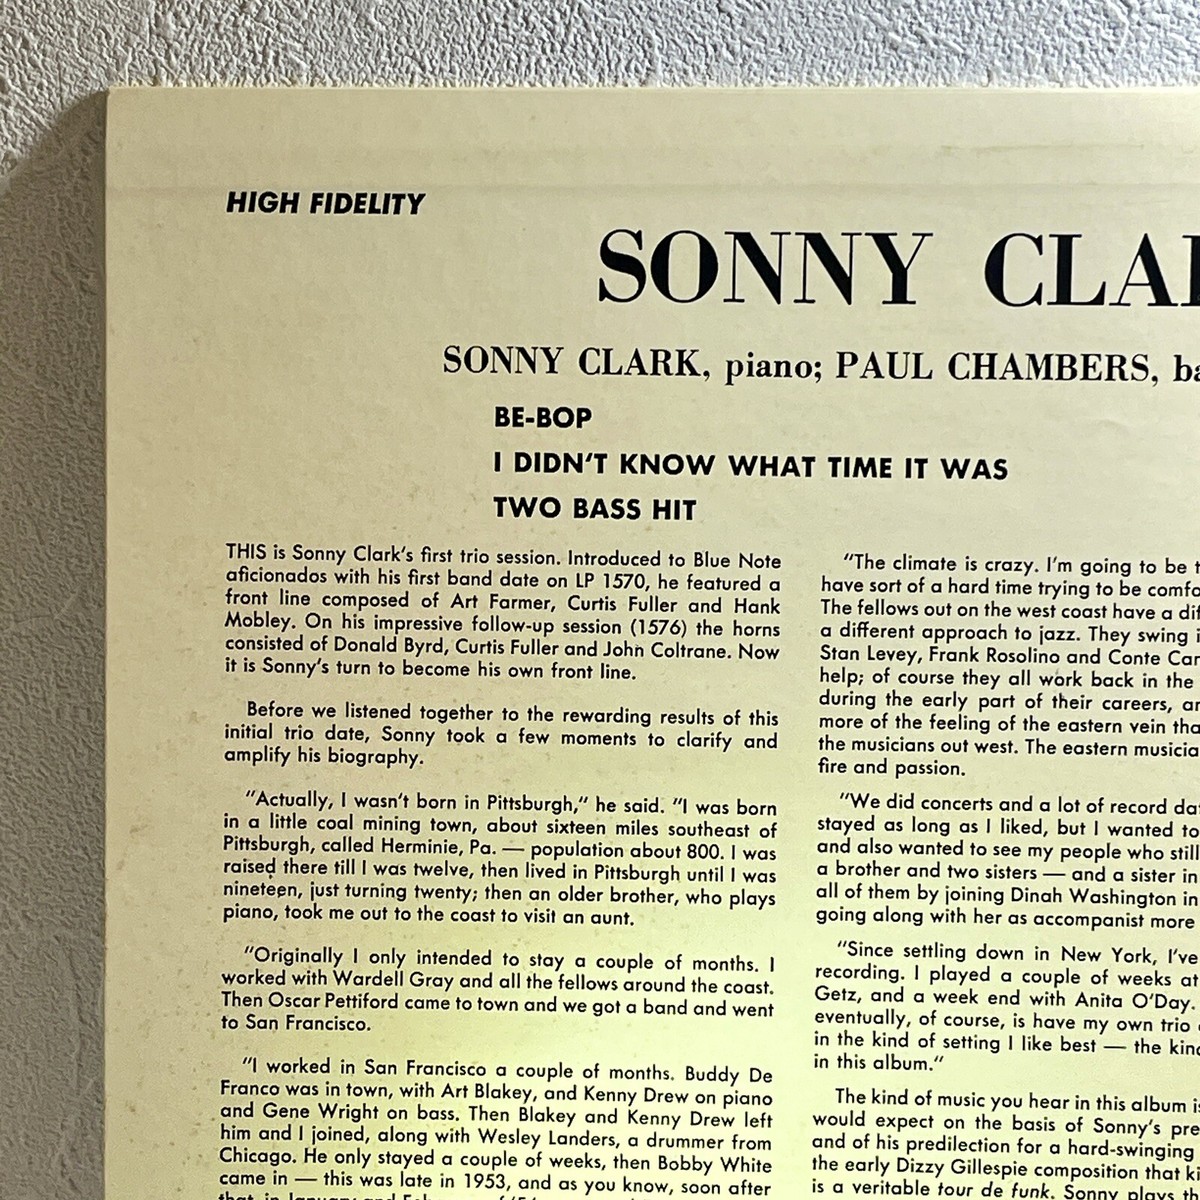 HIGH FIDELITY
SONNY CLA
SONNY CLARK, piano; PAUL CHAMBERS, ba
BE-BOP
I DIDN'T KNOW WHAT TIME IT WAS
TWO BASS HIT
THIS is Sonny Clark's first trio session. Introduced to Blue Note
aficionados with his first band date on LP 1570, he featured a
front line composed of Art Farmer, Curtis Fuller and Hank
Mobley. On his impressive follow-up session (1576) the horns
consisted of Donald Byrd, Curtis Fuller and John Coltrane. Now
it is Sonny's turn to become his own front line.
Before we listened together to the rewarding results of this
initial trio date, Sonny took a few moments to clarify and
amplify his biography.
"Actually, I wasn't born in Pittsburgh," he said. "I was born
in a little coal mining town, about sixteen miles southeast of
Pittsburgh, called Herminie, Pa. — population about 800. I was
raised there till I was twelve, then lived in Pittsburgh until I was
nineteen, just turning twenty; then an older brother, who plays
piano, took me out to the coast to visit an aunt.
"Originally I only intended to stay a couple of months. I
worked with Wardell Gray and all the fellows around the coast.
Then Oscar Pettiford came to town and we got a band and went
to San Francisco.
"I worked in San Francisco a couple of months. Buddy De
Franco was in town, with Art Blakey, and Kenny Drew on piano
and Gene Wright on bass. Then Blakey and Kenny Drew left
him and I joined, along with Wesley Landers, a drummer from
Chicago. He only stayed a couple of weeks, then Bobby White
came in — this was late in 1953, and as you know, soon after
that, in January and
"The climate is crazy. I'm going to be t
have sort of a hard time trying to be comfo
The fellows out on the west coast have a dif
a different approach to jazz. They swing i
Stan Levey, Frank Rosolino and Conte Can
help; of course they all work back in the
during the early part of their careers, an
more of the feeling of the eastern vein tha
the musicians out west. The eastern musicia
fire and passion.
"We did concerts and a lot of record dat
stayed as long as I liked, but I wanted to
and also wanted to see my people who still
a brother and two sisters — and a sister in
all of them by joining Dinah Washington in
going along with her as accompanist more
"Since settling down in New York, I've
recording. I played a couple of weeks at
Getz, and a week end with Anita O'Day.
eventually, of course, is have my own trio
in the kind of setting I like best — the kind
in this album."
The kind of music you hear in this album is
would expect on the basis of Sonny's pre
and of his predilection for a hard-swinging
the early Dizzy Gillespie composition that ki
is a veritable tour de funk. Sonny plays th